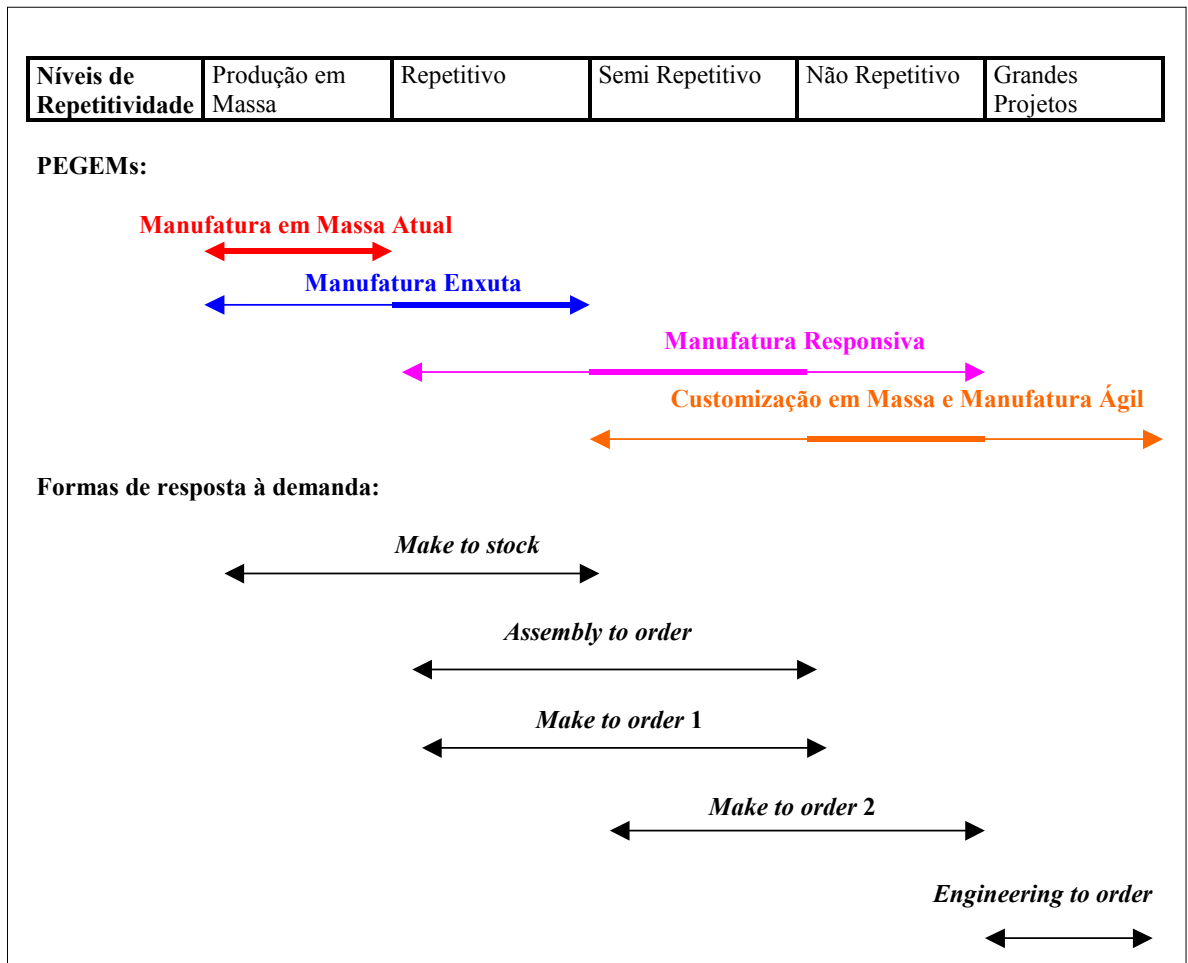 Níveis de Repetitividade
Produção em Massa
Repetitivo
Semi Repetitivo
Não Repetitivo
Grandes Projetos
PEGEMs:
Manufatura em Massa Atual
Manufatura Enxuta
Manufatura Responsiva
Customização em Massa e Manufatura Ágil
Formas de resposta à demanda:
Make to stock
Assembly to order
Make to order 1
Make to order 2
Engineering to order